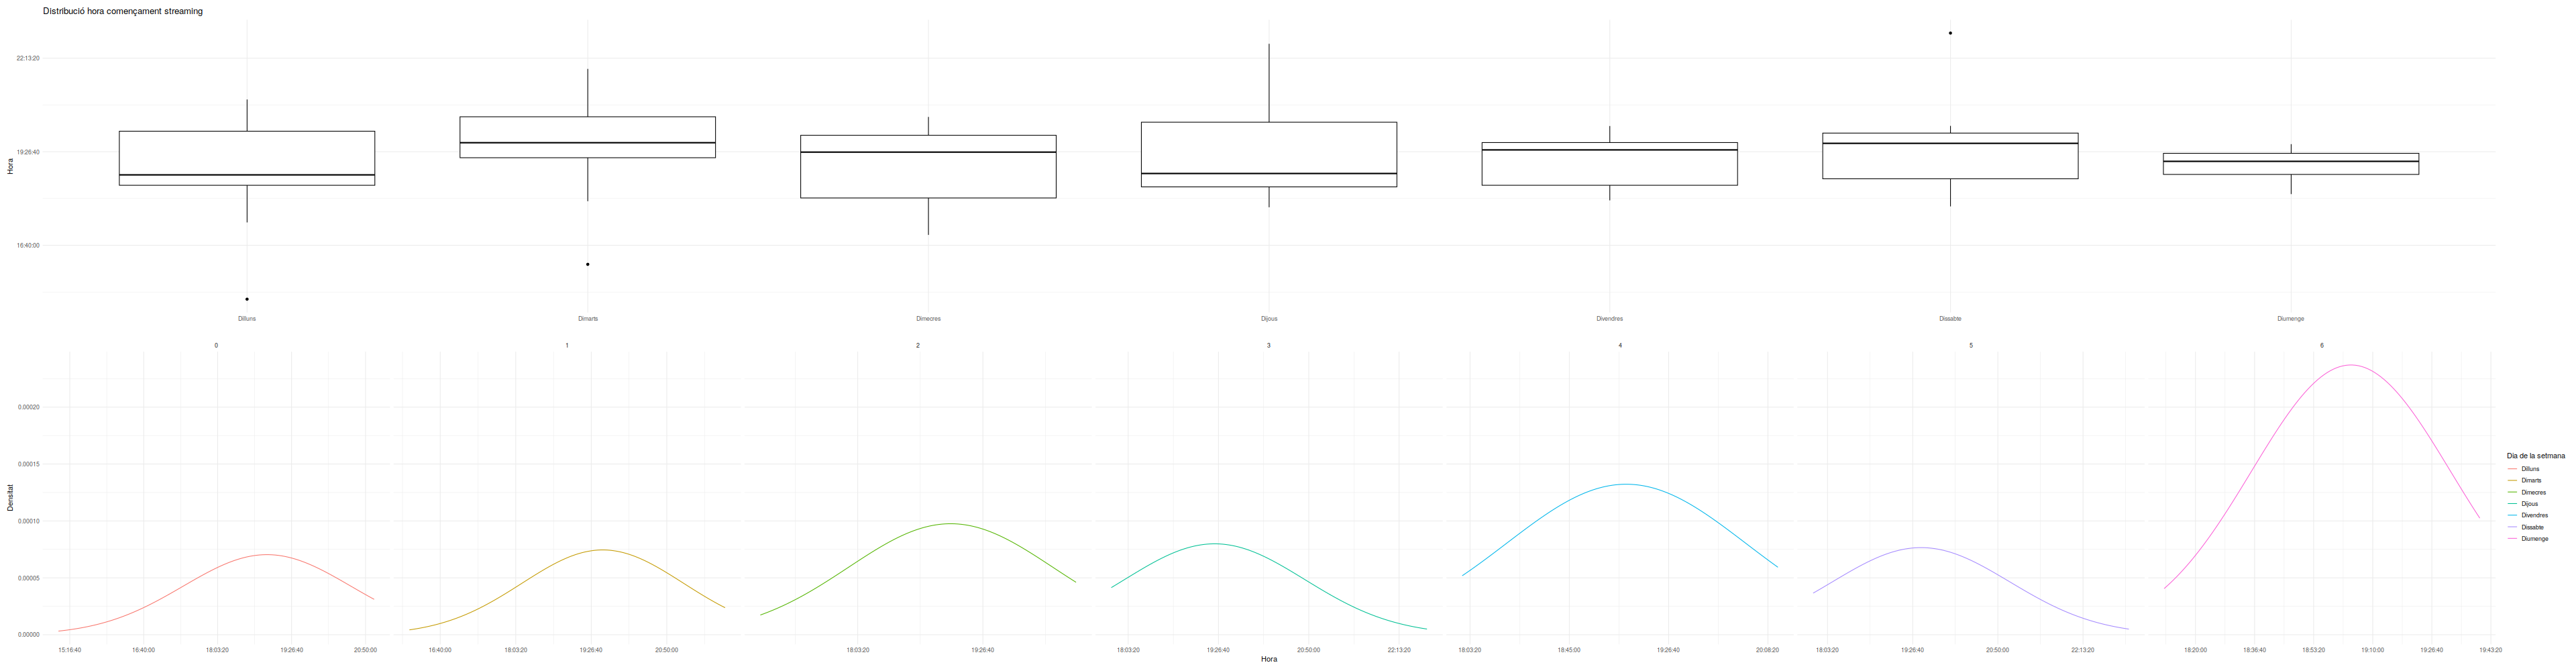 Distribució hora començament streaming
Hora
22:13:20
19:26:40
16:40:00
Dilluns Dimarts Dimecres Dijous Divendres Dissabte Diumenge
0 1 2 3 4 5 6
Densitat
0.00020
0.00015
0.00010
0.00005
0.00000
15:16:40 16:40:00 18:03:20 19:26:40 20:50:00 16:40:00 18:03:20 19:26:40 20:50:00 18:03:20 19:26:40 18:03:20 19:26:40 20:50:00 22:13:20 18:03:20 18:45:00 19:26:40 20:08:20 18:03:20 19:26:40 20:50:00 22:13:20 18:20:00 18:36:40 18:53:20 19:10:00 19:26:40 19:43:20
Hora
Dia de la setmana
Dilluns
Dimarts
Dimecres
Dijous
Divendres
Dissabte
Diumenge